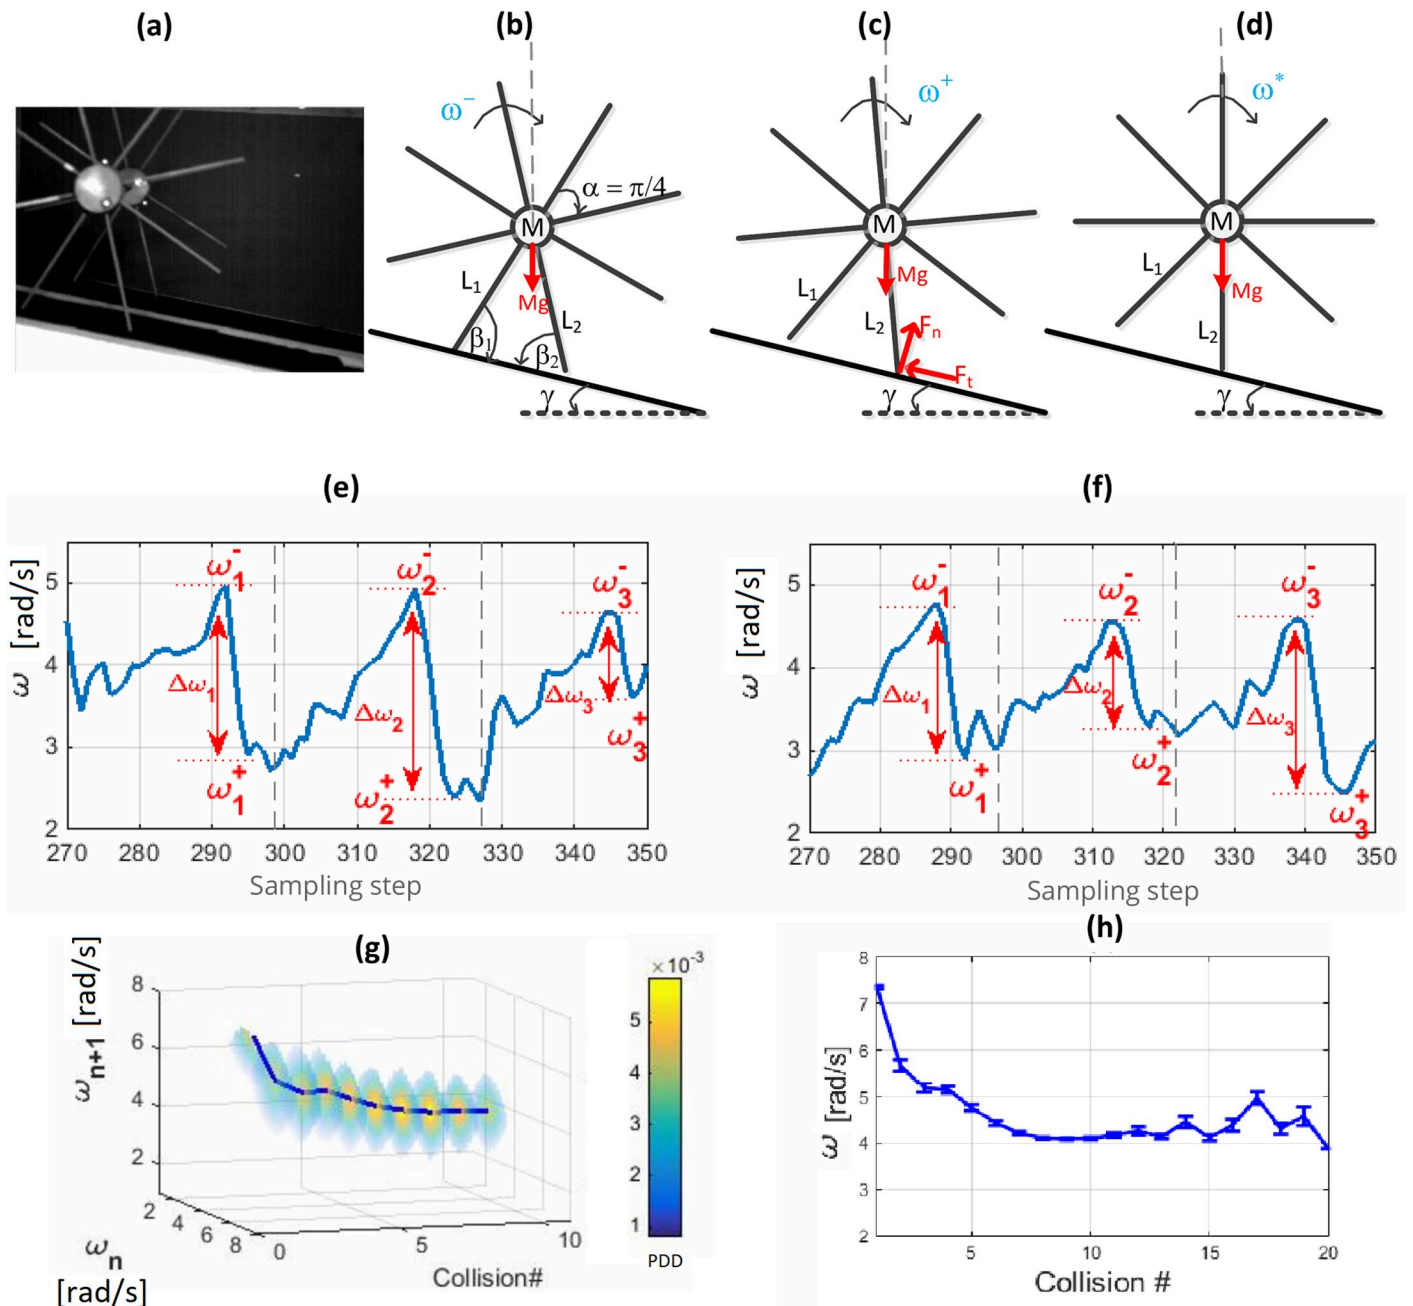 (a)
(b)
(c)
(d)
ω⁻
α = π/4
M
L₁
Mg
L₂
β₁
β₂
γ
ω⁺
M
Mg
L₁
L₂
Fₙ
Fₜ
γ
ω*
M
L₁
Mg
L₂
γ
(e)
ω [rad/s]
5
4
3
2
ω₁⁻
ω₂⁻
ω₃⁻
Δω₁
Δω₂
Δω₃
ω₁⁺
ω₂⁺
ω₃⁺
270 280 290 300 310 320 330 340 350
Sampling step
(f)
ω [rad/s]
5
4
3
2
ω₁⁻
ω₂⁻
ω₃⁻
Δω₁
Δω₂
Δω₃
ω₁⁺
ω₂⁺
ω₃⁺
270 280 290 300 310 320 330 340 350
Sampling step
(g)
ωₙ₊₁ [rad/s]
8
6
4
2
2 4 6 8
ωₙ
[rad/s]
0 5 10
Collision#
×10⁻³
5
4
3
2
1
PDD
(h)
ω [rad/s]
8
7
6
5
4
3
2
5 10 15 20
Collision #